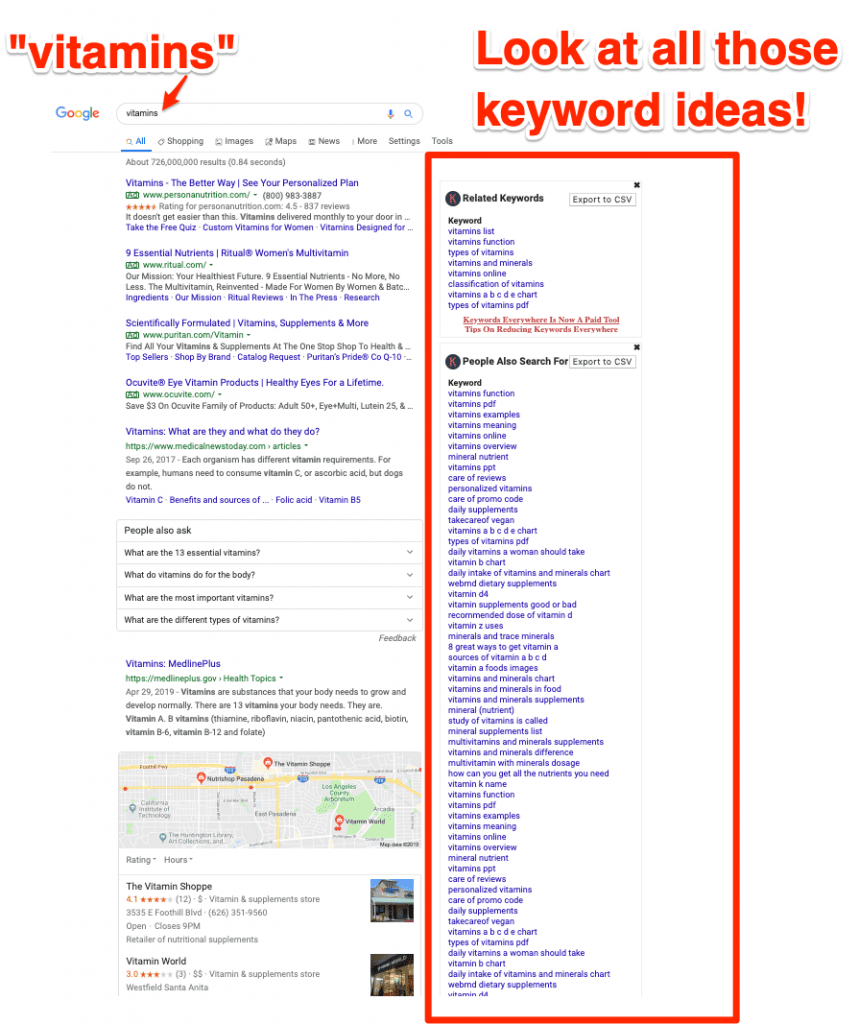 "vitamins"
Look at all those
keyword ideas!
Google
vitamins
All Shopping Images Maps News More Settings Tools
About 726,000,000 results (0.84 seconds)
Vitamins - The Better Way | See Your Personalized Plan
Ad www.personanutrition.com/ (800) 983-3887
Rating for personanutrition.com: 4.5 - 837 reviews
It doesn't get easier than this. Vitamins delivered monthly to your door in ...
Take the Free Quiz · Custom Vitamins for Women · Vitamins Designed for ...
9 Essential Nutrients | Ritual® Women's Multivitamin
Ad www.ritual.com/
Our Mission: Your Healthiest Future. 9 Essential Nutrients - No More, No
Less. The Multivitamin, Reinvented - Made For Women By Women & Batc...
Ingredients · Our Mission · Ritual Reviews · In The Press · Research
Scientifically Formulated | Vitamins, Supplements & More
Ad www.puritan.com/Vitamin
Find All Your Vitamins & Supplements At The One Stop Shop To Health & ...
Top Sellers · Shop By Brand · Catalog Request · Puritan's Pride® Co Q-10 ·...
Ocuvite® Eye Vitamin Products | Healthy Eyes For a Lifetime.
Ad www.ocuvite.com/
Save $3 On Ocuvite Family of Products: Adult 50+, Eye+Multi, Lutein 25, & ...
Vitamins: What are they and what do they do?
https://www.medicalnewstoday.com › articles
Sep 26, 2017 - Each organism has different vitamin requirements. For
example, humans need to consume vitamin C, or ascorbic acid, but dogs
do not.
Vitamin C · Benefits and sources of ... · Folic acid · Vitamin B5
People also ask
What are the 13 essential vitamins?
What do vitamins do for the body?
What are the most important vitamins?
What are the different types of vitamins?
Feedback
Vitamins: MedlinePlus
https://medlineplus.gov › Health Topics
Apr 29, 2019 - Vitamins are substances that your body needs to grow and
develop normally. There are 13 vitamins your body needs. They are.
Vitamin A. B vitamins (thiamine, riboflavin, niacin, pantothenic acid, biotin,
vitamin B-6, vitamin B-12 and folate)
Foothill Fwy
The Vitamin Shoppe
Nutrishop Pasadena
210
Los Angeles
County
Arboretum
California
Institute of
Technology
East Pasadena
Arcadia
Vitamin World
The Huntington Library,
Art Collections, and...
Map data ©2019
Rating Hours
The Vitamin Shoppe
4.1 (12) · $ · Vitamin & supplements store
3535 E Foothill Blvd · (626) 351-9560
Open · Closes 9PM
Retailer of nutritional supplements
Vitamin World
3.0 (3) · $$ · Vitamin & supplements store
Westfield Santa Anita
K Related Keywords Export to CSV
Keyword
vitamins list
vitamins function
types of vitamins
vitamins and minerals
vitamins online
classification of vitamins
vitamins a b c d e chart
types of vitamins pdf
Keywords Everywhere Is Now A Paid Tool
Tips On Reducing Keywords Everywhere
K People Also Search For Export to CSV
Keyword
vitamins function
vitamins pdf
vitamins examples
vitamins meaning
vitamins online
vitamins overview
mineral nutrient
vitamins ppt
care of reviews
personalized vitamins
care of promo code
daily supplements
takecareof vegan
vitamins a b c d e chart
types of vitamins pdf
daily vitamins a woman should take
vitamin b chart
daily intake of vitamins and minerals chart
webmd dietary supplements
vitamin d4
vitamin supplements good or bad
recommended dose of vitamin d
vitamin z uses
minerals and trace minerals
8 great ways to get vitamin a
sources of vitamin a b c d
vitamin a foods images
vitamins and minerals chart
vitamins and minerals in food
vitamins and minerals supplements
mineral (nutrient)
study of vitamins is called
mineral supplements list
multivitamins and minerals supplements
vitamins and minerals difference
multivitamin with minerals dosage
how can you get all the nutrients you need
vitamin k name
vitamins function
vitamins pdf
vitamins examples
vitamins meaning
vitamins online
vitamins overview
mineral nutrient
vitamins ppt
care of reviews
personalized vitamins
care of promo code
daily supplements
takecareof vegan
vitamins a b c d e chart
types of vitamins pdf
daily vitamins a woman should take
vitamin b chart
daily intake of vitamins and minerals chart
webmd dietary supplements
vitamin d4